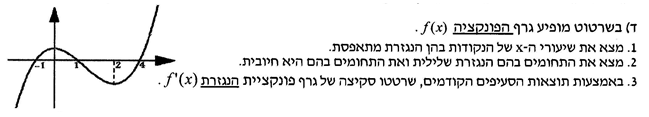 ד) בשרטוט מופיע גרף הפונקציה f(x) .
1. מצא את שיעורי ה-x של הנקודות בהן הנגזרת מתאפסת.
2. מצא את התחומים בהם הנגזרת שלילית ואת התחומים בהם היא חיובית.
3. באמצעות תוצאות הסעיפים הקודמים, שרטטו סקיצה של גרף פונקציית הנגזרת f'(x) .
-1 1 2 4